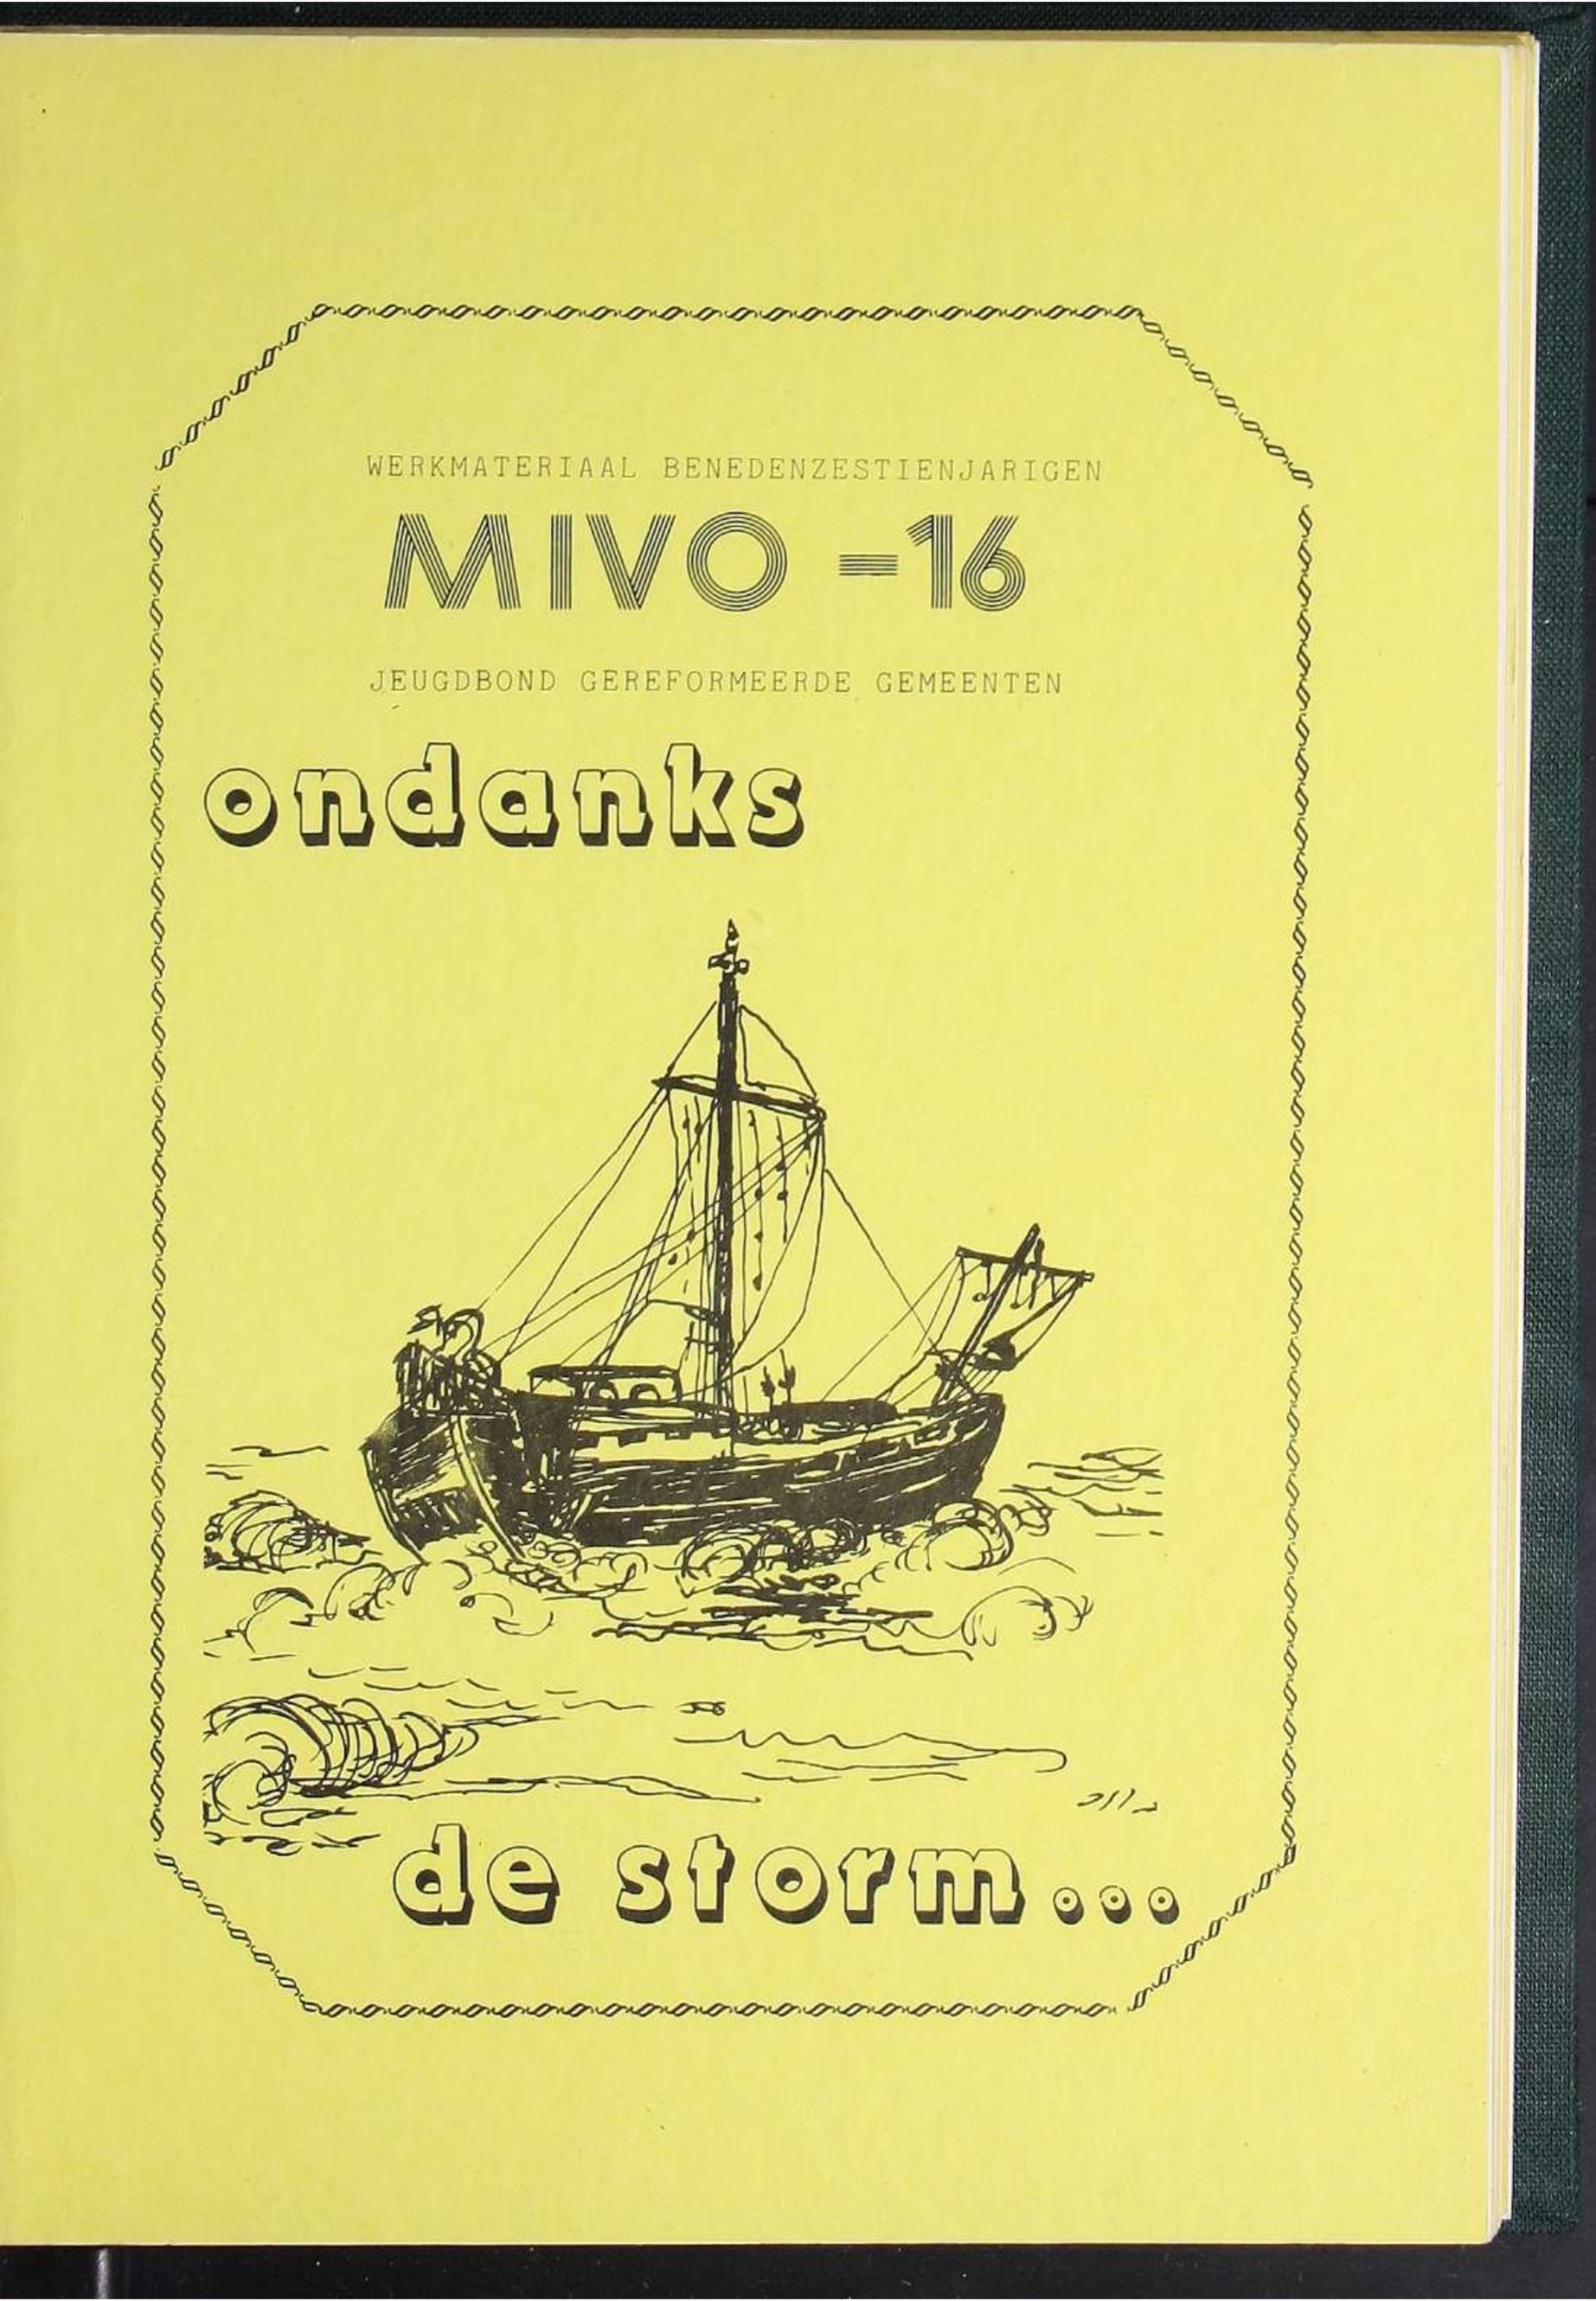 WERKMATERIAAL BENEDENZESTIENJARIGEN
MIVO -16
JEUGDBOND GEREFORMEERDE GEMEENTEN
ondanks
de storm...